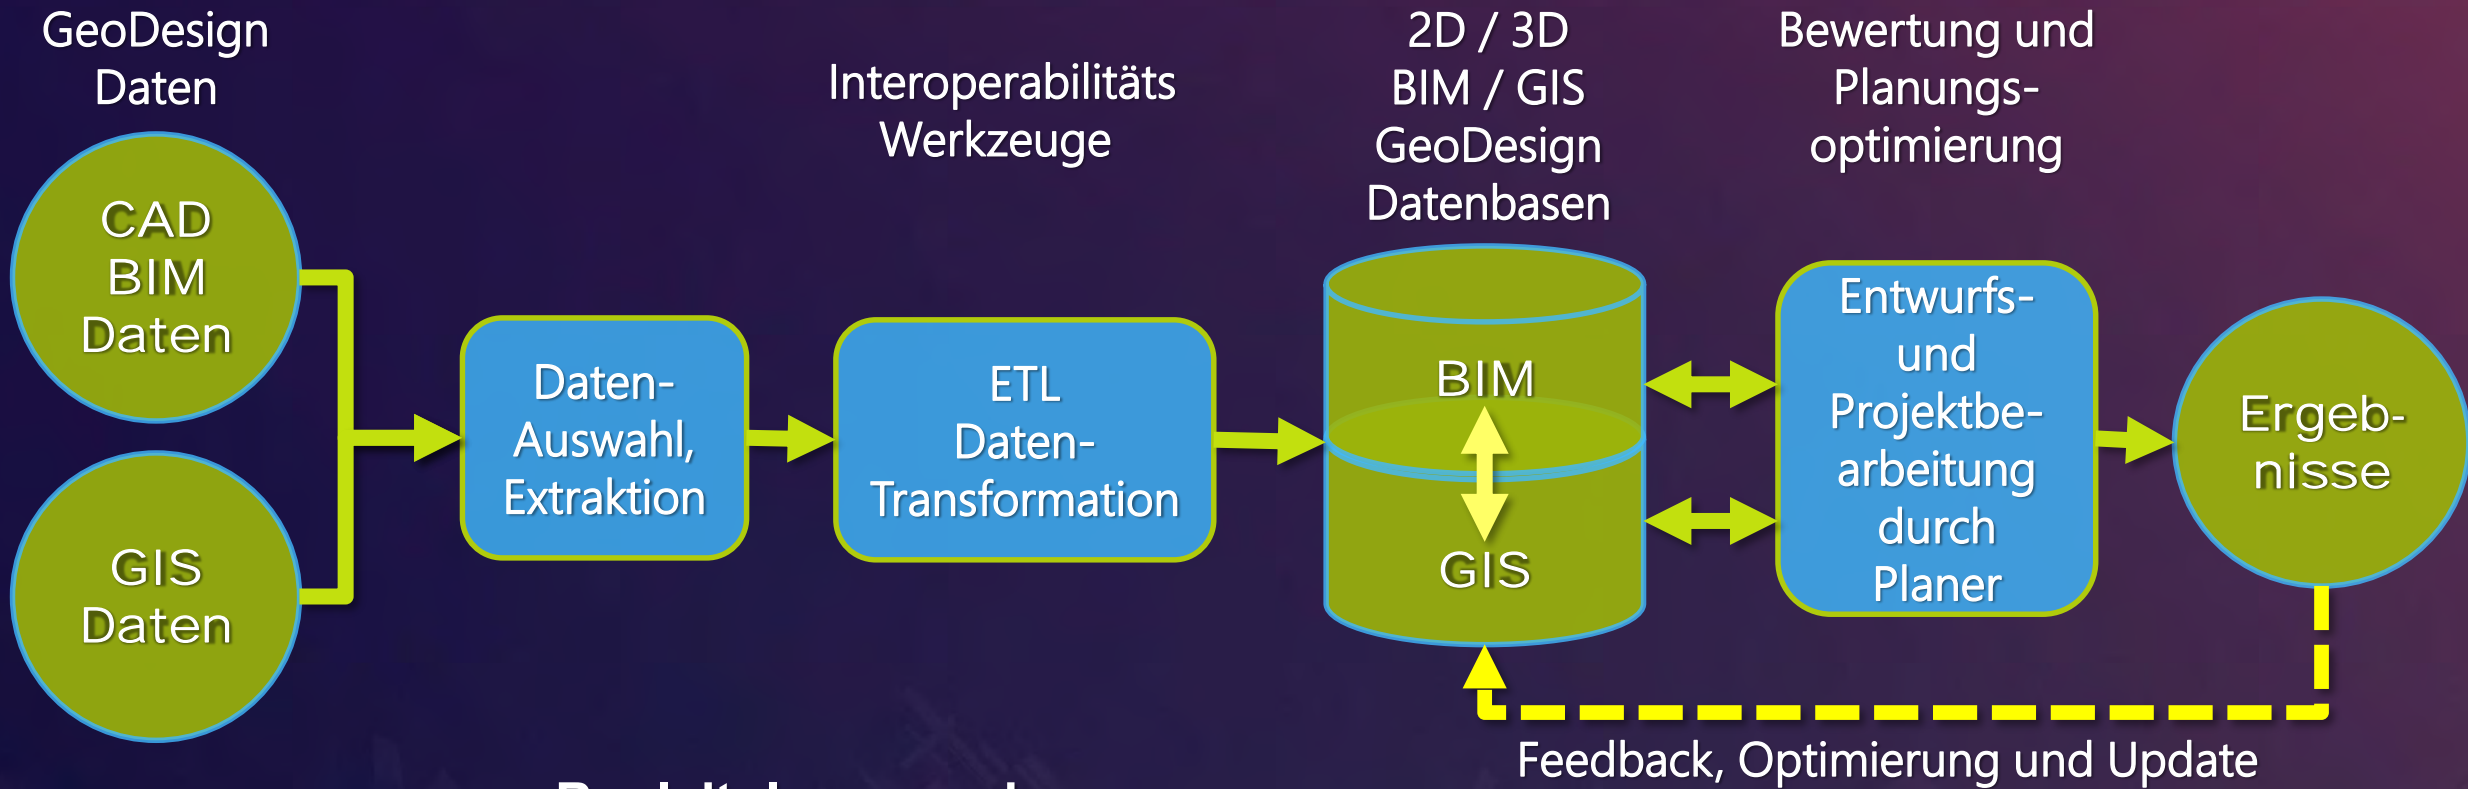 GeoDesign
Daten
CAD
BIM
Daten
GIS
Daten
Daten-
Auswahl,
Extraktion
Interoperabilitäts
Werkzeuge
ETL
Daten-
Transformation
2D / 3D
BIM / GIS
GeoDesign
Datenbasen
BIM
GIS
Bewertung und
Planungs-
optimierung
Entwurfs-
und
Projektbe-
arbeitung
durch
Planer
Ergeb-
nisse
Feedback, Optimierung und Update